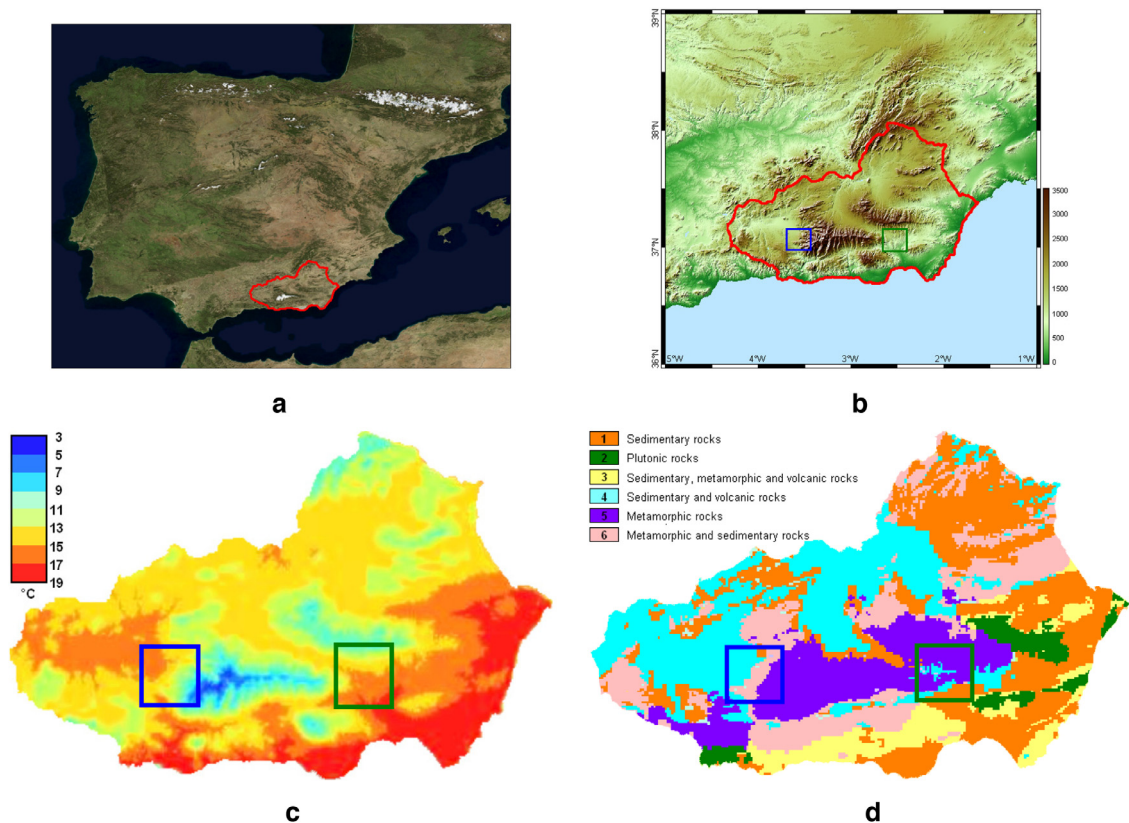 a
39°N
38°N
37°N
36°N
5°W
4°W
3°W
2°W
1°W
3500
3000
2500
2000
1500
1000
500
0
b
3
5
7
9
11
13
15
17
19
°C
c
1 Sedimentary rocks
2 Plutonic rocks
3 Sedimentary, metamorphic and volcanic rocks
4 Sedimentary and volcanic rocks
5 Metamorphic rocks
6 Metamorphic and sedimentary rocks
d